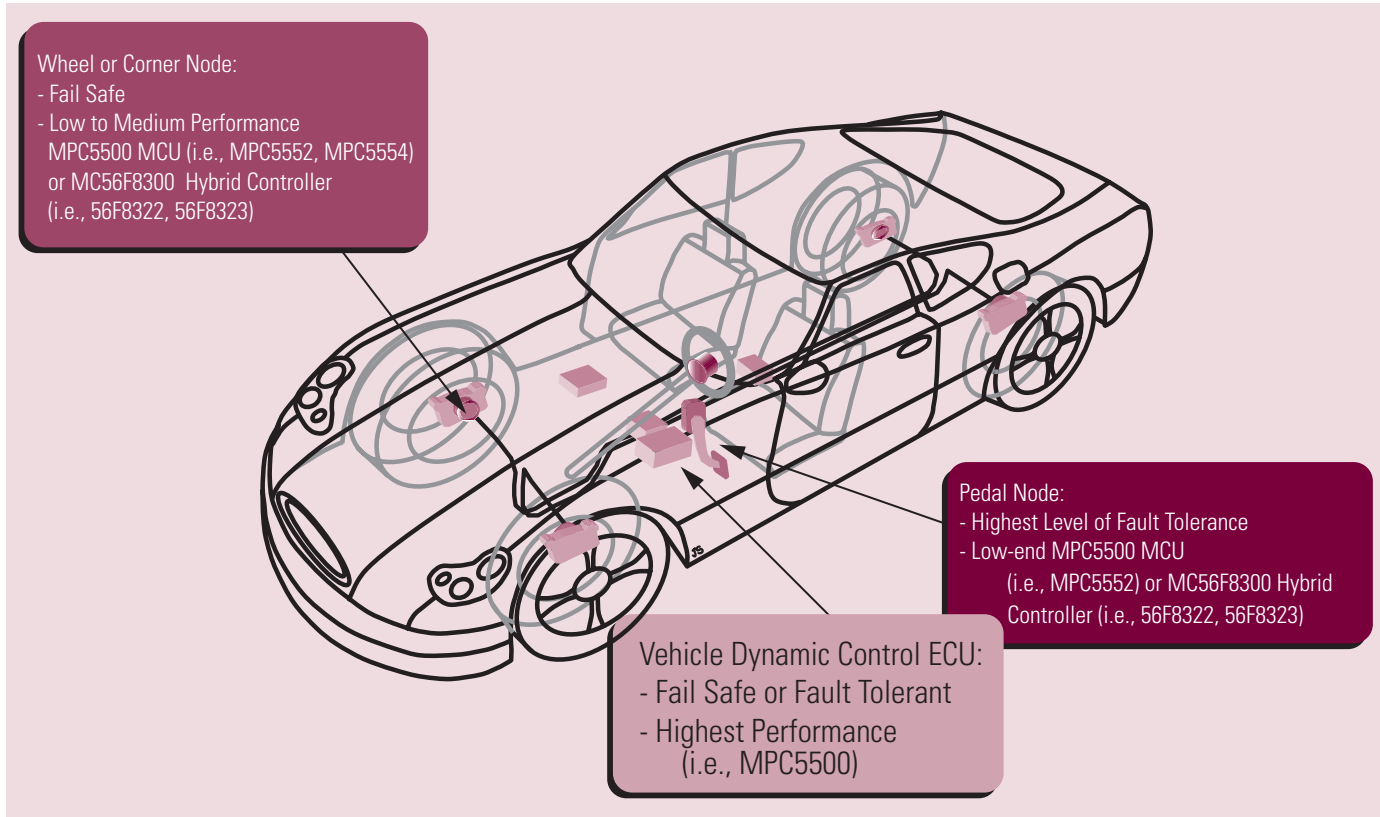 Wheel or Corner Node:
- Fail Safe
- Low to Medium Performance
MPC5500 MCU (i.e., MPC5552, MPC5554)
or MC56F8300 Hybrid Controller
(i.e., 56F8322, 56F8323)
JS
Pedal Node:
- Highest Level of Fault Tolerance
- Low-end MPC5500 MCU
(i.e., MPC5552) or MC56F8300 Hybrid
Controller (i.e., 56F8322, 56F8323)
Vehicle Dynamic Control ECU:
- Fail Safe or Fault Tolerant
- Highest Performance
(i.e., MPC5500)